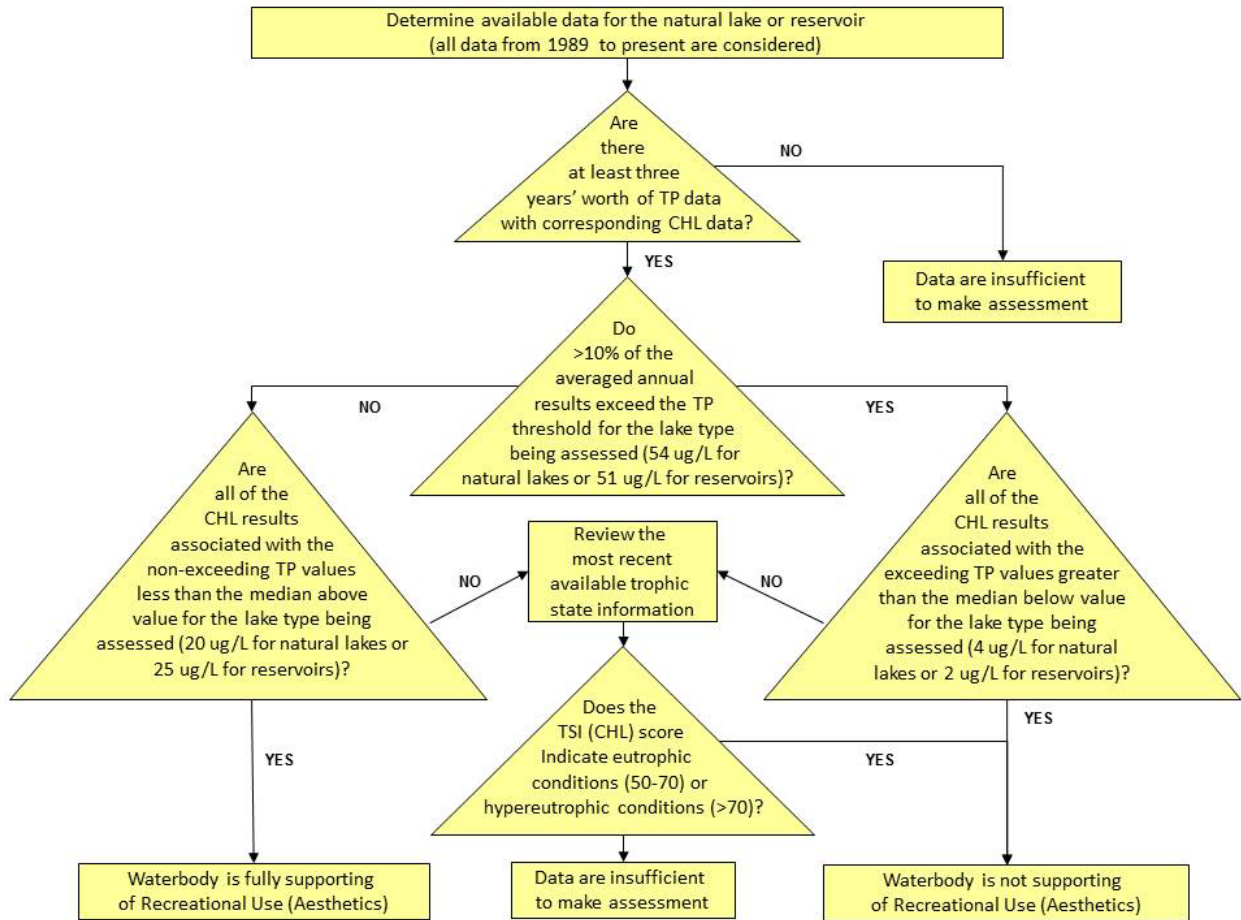 Determine available data for the natural lake or reservoir
(all data from 1989 to present are considered)
Are
there
at least three
years' worth of TP data
with corresponding CHL data?
NO
YES
Data are insufficient
to make assessment
Do
>10% of the
averaged annual
results exceed the TP
threshold for the lake type
being assessed (54 ug/L for
natural lakes or 51 ug/L for reservoirs)?
NO
YES
Are
all of the
CHL results
associated with the
non-exceeding TP values
less than the median above
value for the lake type being
assessed (20 ug/L for natural lakes or
25 ug/L for reservoirs)?
NO
Review the
most recent
available trophic
state information
NO
Are
all of the
CHL results
associated with the
exceeding TP values greater
than the median below value
for the lake type being
assessed (4 ug/L for natural
lakes or 2 ug/L for reservoirs)?
YES
Does the
TSI (CHL) score
Indicate eutrophic
conditions (50-70) or
hypereutrophic conditions (>70)?
YES
YES
Waterbody is fully supporting
of Recreational Use (Aesthetics)
Data are insufficient
to make assessment
Waterbody is not supporting
of Recreational Use (Aesthetics)